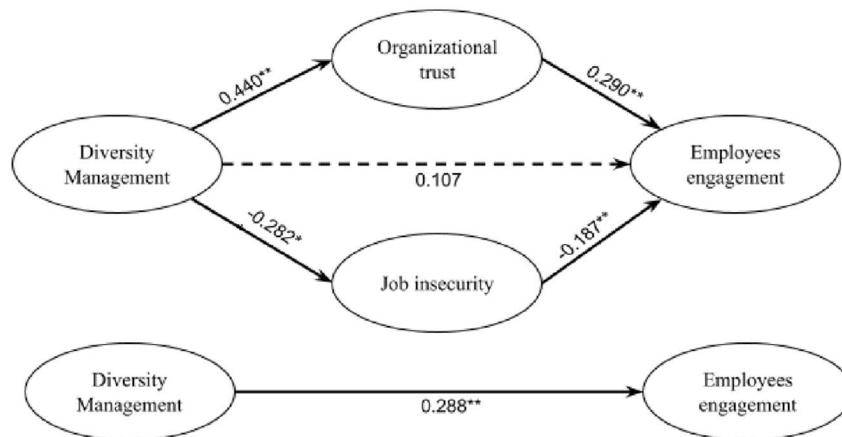 Organizational
trust
0.440**
0.290**
Diversity
Management
Employees
engagement
0.107
-0.282*
-0.187**
Job insecurity
Diversity
Management
Employees
engagement
0.288**